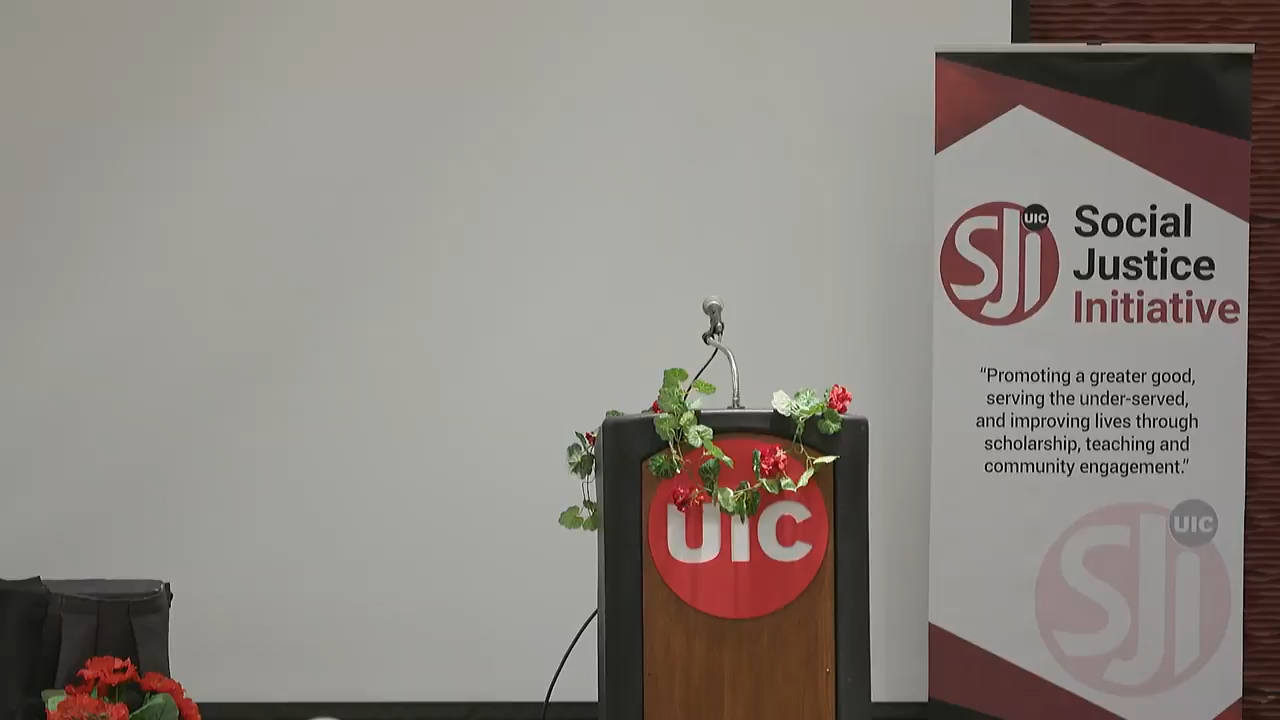 UIC
SJi
UIC
Social
Justice
Initiative
“Promoting a greater good,
serving the under-served,
and improving lives through
scholarship, teaching and
community engagement.”
SJi
UIC